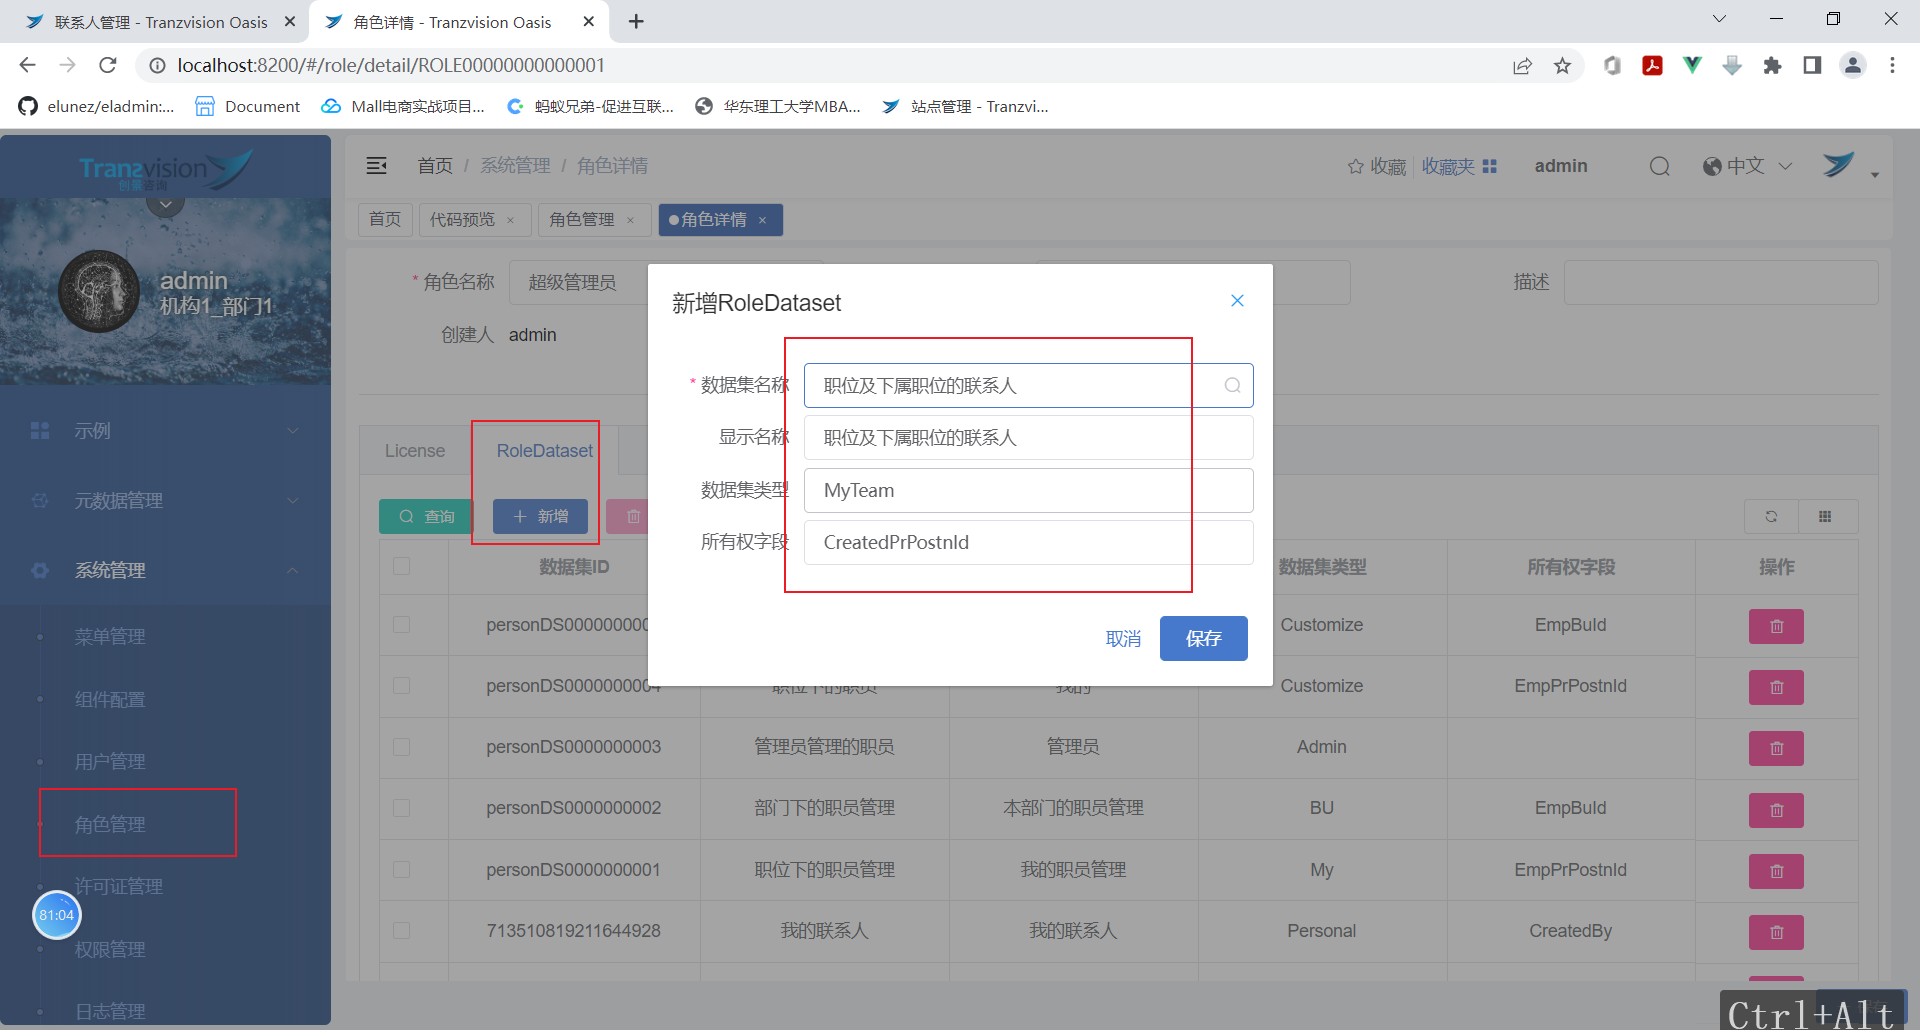 联系人管理 - Tranzvision Oasis
角色详情 - Tranzvision Oasis
localhost:8200/#/role/detail/ROLE00000000000001
elunez/eladmin:...
Document
Mall电商实战项目...
蚂蚁兄弟-促进互联...
华东理工大学MBA...
站点管理 - Tranzvi...
Tranzvision
创景咨询
首页 / 系统管理 / 角色详情
收藏
收藏夹
admin
中文
首页
代码预览 ×
角色管理 ×
角色详情 ×
admin
机构1_部门1
* 角色名称
超级管理员
描述
创建人 admin
新增RoleDataset
* 数据集名称
职位及下属职位的联系人
显示名称
职位及下属职位的联系人
数据集类型
MyTeam
所有权字段
CreatedPrPostnId
取消
保存
示例
元数据管理
系统管理
菜单管理
组件配置
用户管理
角色管理
许可证管理
81:04
权限管理
日志管理
License
RoleDataset
查询
新增
数据集ID
数据集类型
所有权字段
操作
personDS000000000
Customize
EmpBuId
personDS0000000004
职位下的职员
我的
Customize
EmpPrPostnId
personDS0000000003
管理员管理的职员
管理员
Admin
personDS0000000002
部门下的职员管理
本部门的职员管理
BU
EmpBuId
personDS0000000001
职位下的职员管理
我的职员管理
My
EmpPrPostnId
713510819211644928
我的联系人
我的联系人
Personal
CreatedBy
Ctrl+Alt